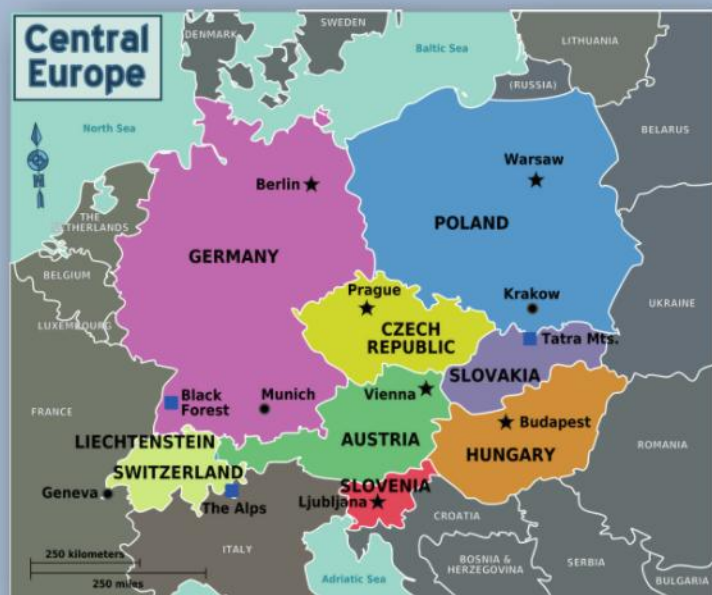 Central
Europe
DENMARK
SWEDEN
Baltic Sea
LITHUANIA
(RUSSIA)
BELARUS
North Sea
N
Berlin
Warsaw
THE
NETHERLANDS
GERMANY
POLAND
BELGIUM
Prague
Krakow
UKRAINE
LUXEMBOURG
CZECH
REPUBLIC
Tatra Mts.
SLOVAKIA
Black
Forest
Munich
Vienna
FRANCE
Budapest
LIECHTENSTEIN
AUSTRIA
HUNGARY
ROMANIA
SWITZERLAND
SLOVENIA
Geneva
The Alps
Ljubljana
CROATIA
250 kilometers
ITALY
BOSNIA &
HERZEGOVINA
SERBIA
250 miles
Adriatic Sea
BULGARIA